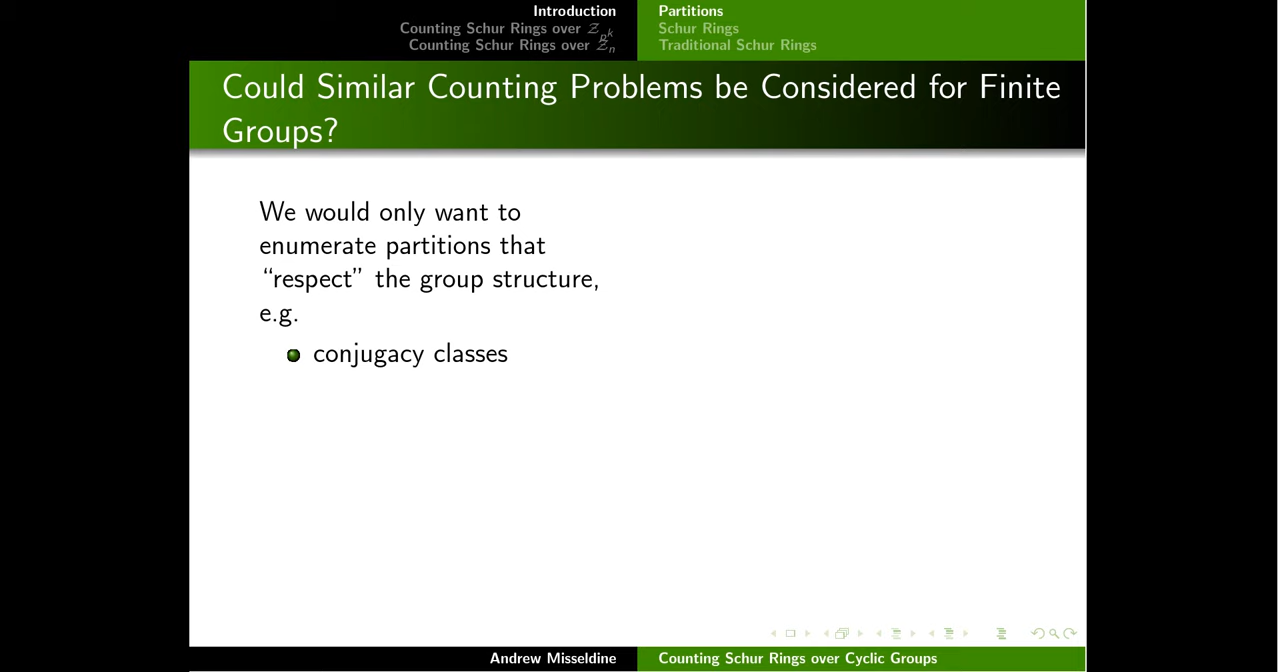 Introduction
Counting Schur Rings over Z_{p^k}
Counting Schur Rings over Z_n
Partitions
Schur Rings
Traditional Schur Rings
Could Similar Counting Problems be Considered for Finite
Groups?
We would only want to
enumerate partitions that
“respect” the group structure,
e.g.
conjugacy classes
Andrew Misseldine
Counting Schur Rings over Cyclic Groups